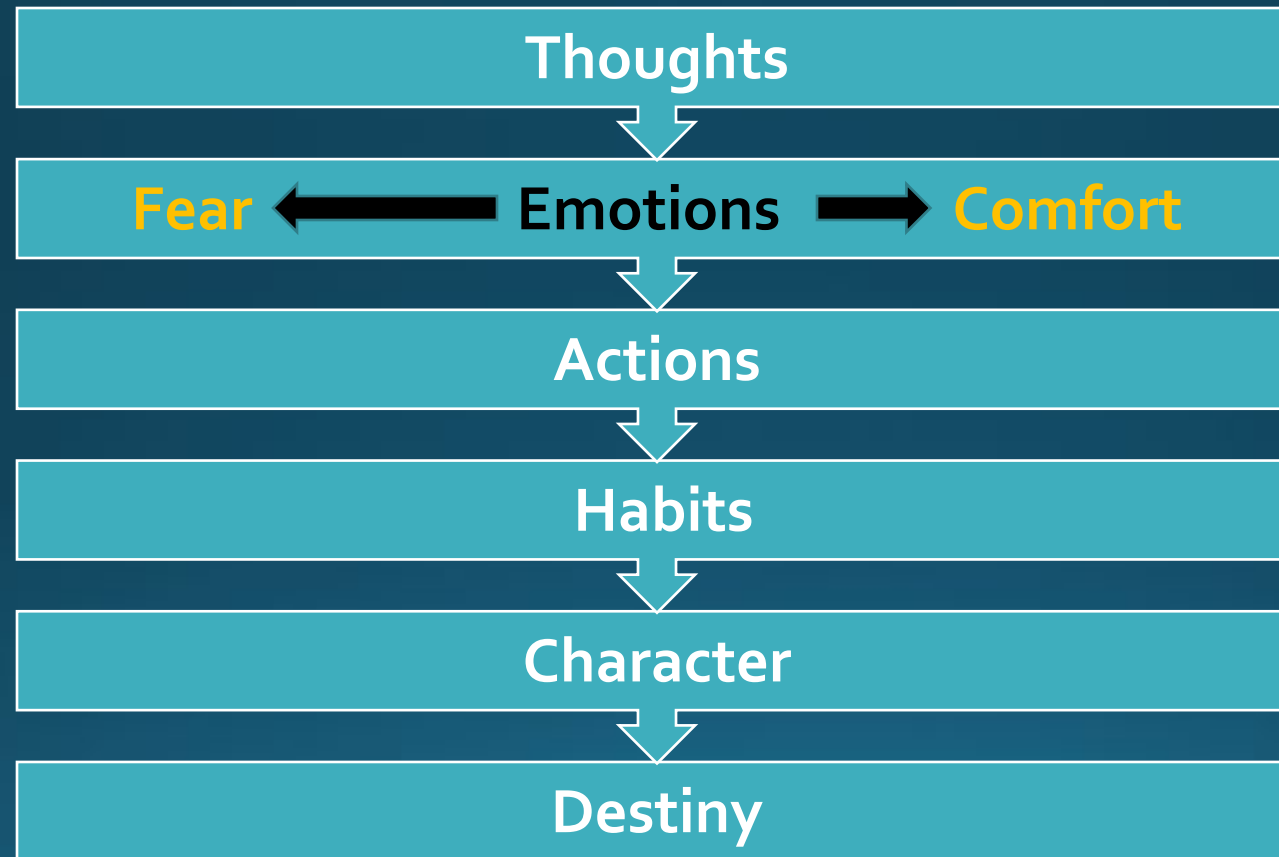 Thoughts
Fear Emotions Comfort
Actions
Habits
Character
Destiny